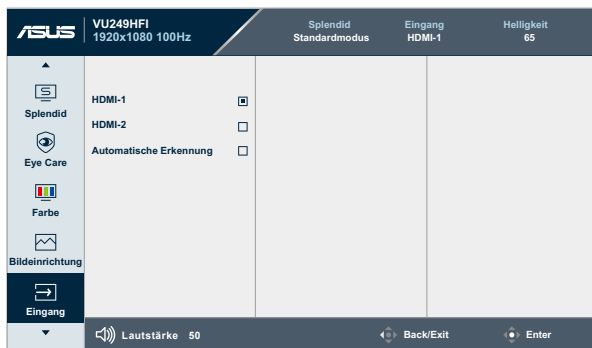 ASUS
VU249HFI
1920x1080 100Hz
Splendid
Standardmodus
Eingang
HDMI-1
Helligkeit
65
Splendid
Eye Care
Farbe
Bildeinrichtung
Eingang
HDMI-1
HDMI-2
Automatische Erkennung
Lautstärke 50
Back/Exit
Enter